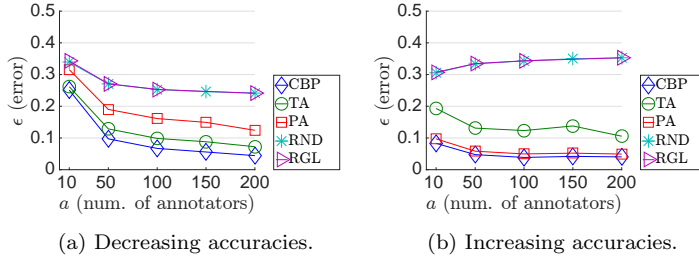 0.5
0.4
0.3
0.2
0.1
0
ϵ (error)
10 50 100 150 200
a (num. of annotators)
CBP
TA
PA
RND
RGL
(a) Decreasing accuracies.
0.5
0.4
0.3
0.2
0.1
0
ϵ (error)
10 50 100 150 200
a (num. of annotators)
CBP
TA
PA
RND
RGL
(b) Increasing accuracies.